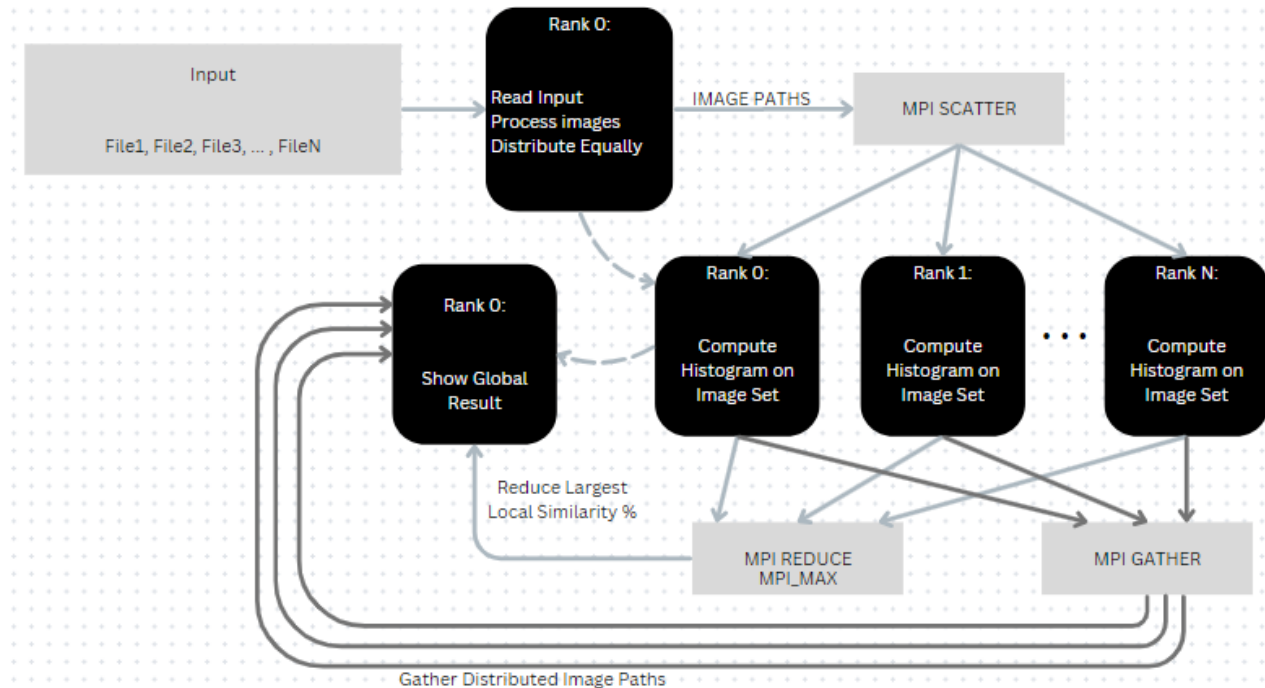 Input
File1, File2, File3, ... , FileN
Rank 0:
Read Input
Process images
Distribute Equally
IMAGE PATHS
MPI SCATTER
Rank 0:
Show Global
Result
Rank 0:
Compute
Histogram on
Image Set
Rank 1:
Compute
Histogram on
Image Set
• • •
Rank N:
Compute
Histogram on
Image Set
Reduce Largest
Local Similarity %
MPI REDUCE
MPI_MAX
MPI GATHER
Gather Distributed Image Paths